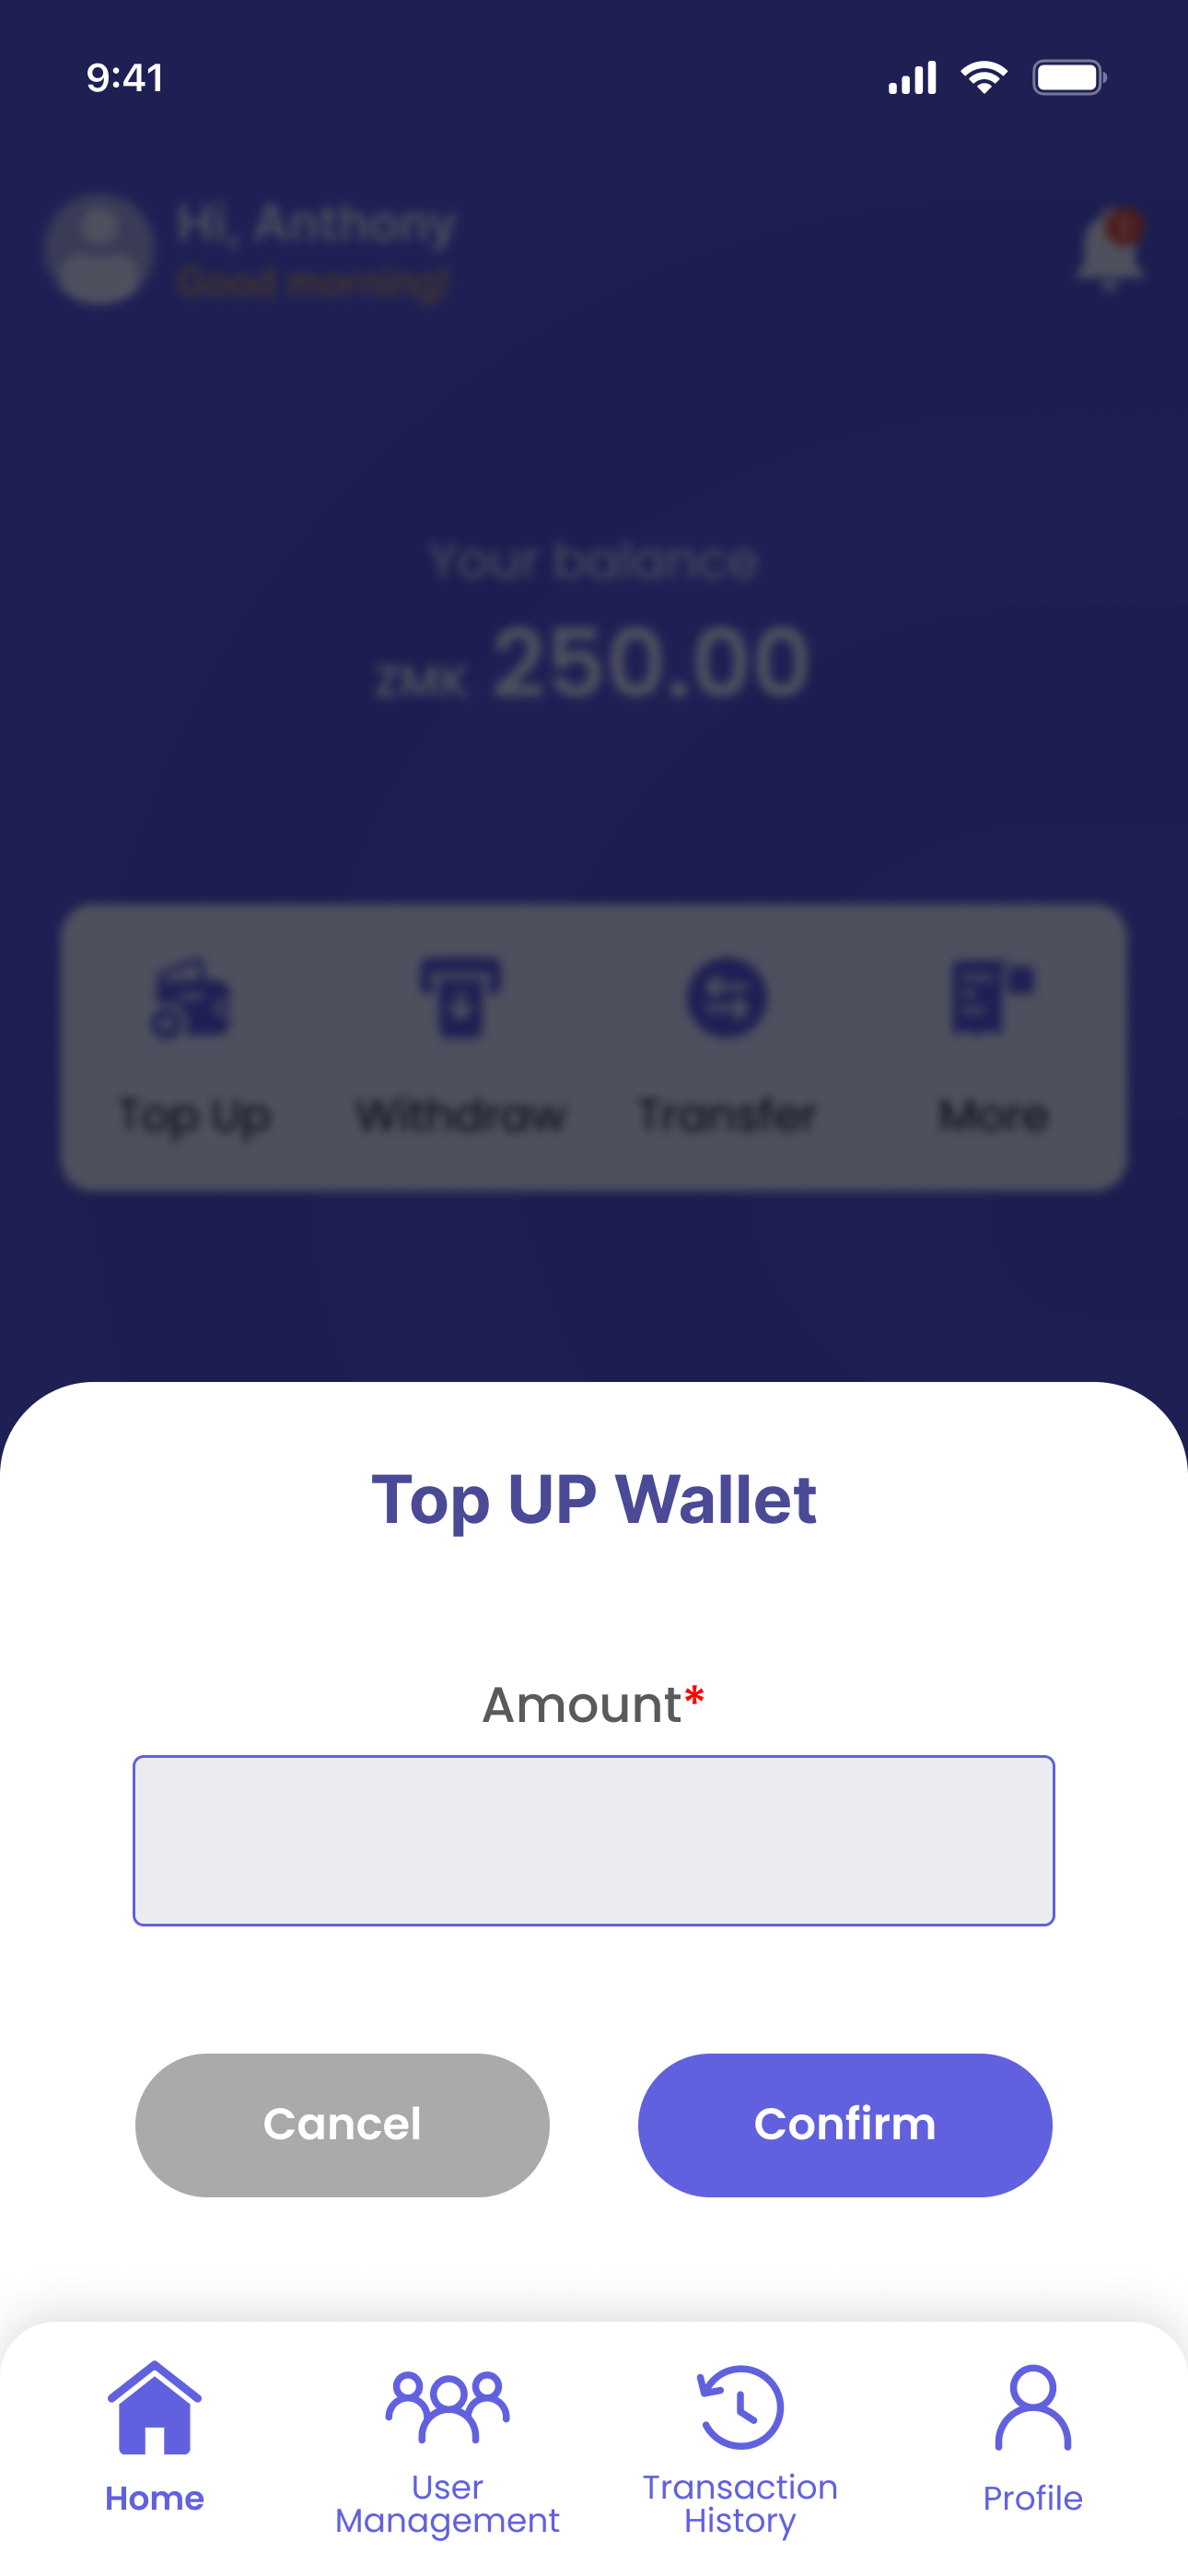 9:41
Hi, Anthony
Good morning!
Your balance
ZMK 250.00
Top Up
Withdraw
Transfer
More
Top UP Wallet
Amount*
Cancel
Confirm
Home
User
Management
Transaction
History
Profile